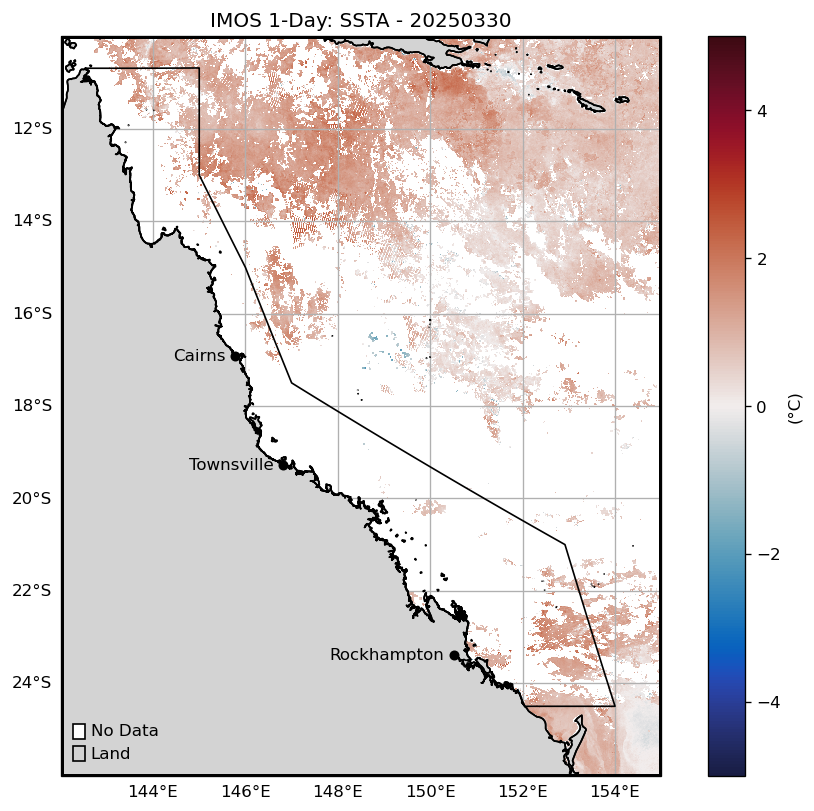 IMOS 1-Day: SSTA - 20250330
12°S
14°S
16°S
18°S
20°S
22°S
24°S
Cairns
Townsville
Rockhampton
No Data
Land
144°E 146°E 148°E 150°E 152°E 154°E
4
2
0
−2
−4
(°C)